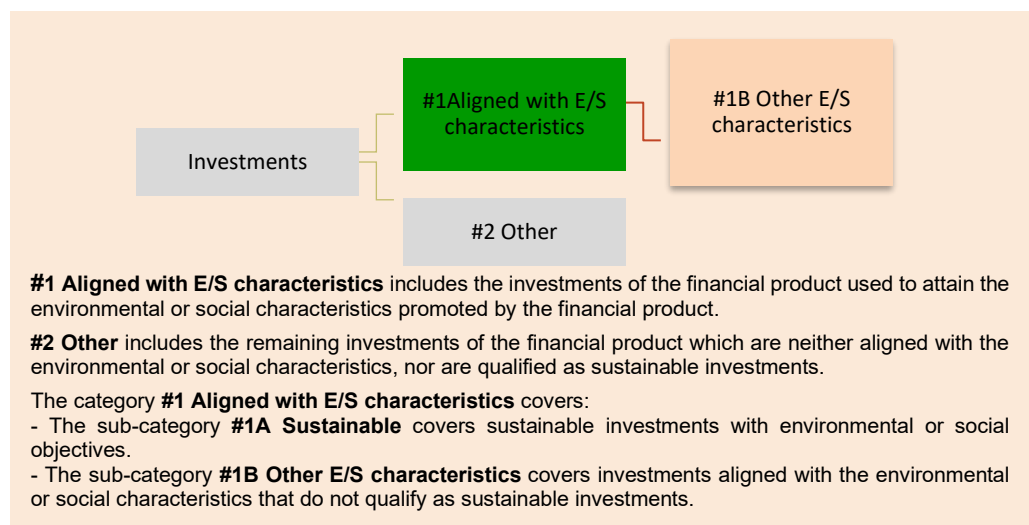 #1Aligned with E/S
characteristics
#1B Other E/S
characteristics
Investments
#2 Other
#1 Aligned with E/S characteristics includes the investments of the financial product used to attain the
environmental or social characteristics promoted by the financial product.
#2 Other includes the remaining investments of the financial product which are neither aligned with the
environmental or social characteristics, nor are qualified as sustainable investments.
The category #1 Aligned with E/S characteristics covers:
- The sub-category #1A Sustainable covers sustainable investments with environmental or social
objectives.
- The sub-category #1B Other E/S characteristics covers investments aligned with the environmental
or social characteristics that do not qualify as sustainable investments.